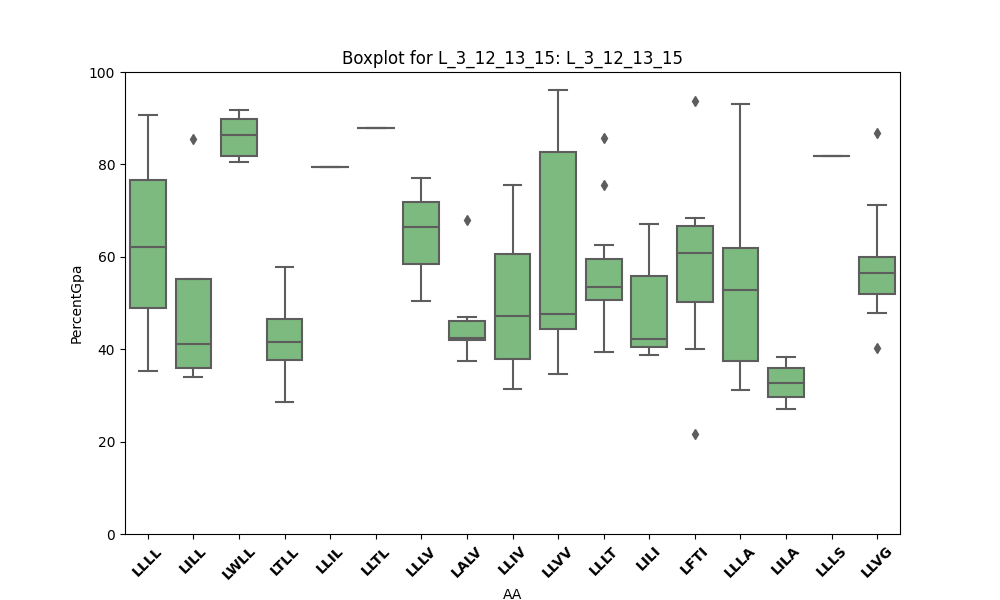 Boxplot for L_3_12_13_15: L_3_12_13_15
100
80
60
40
20
0
PercentGpa
LLLL LILL LWLL LTLL LLIL LLTL LLLV LALV LLIV LLVV LLLT LILI LFTI LLLA LILA LLLS LLVG
AA